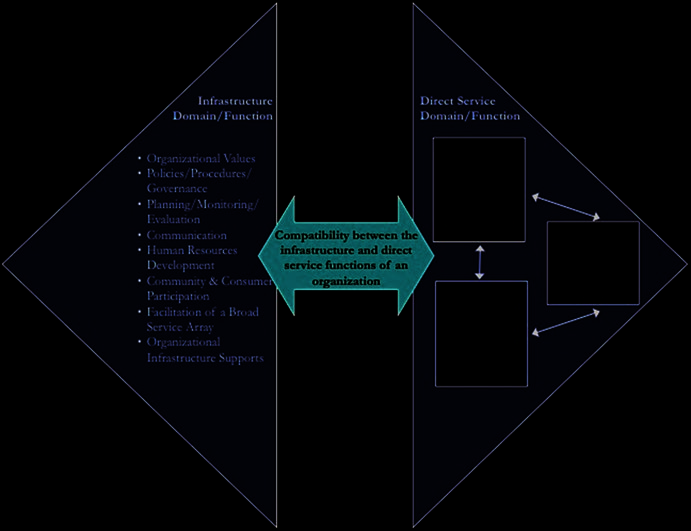 Infrastructure
Domain/Function
• Organizational Values
• Policies/Procedures/
Governance
• Planning/Monitoring/
Evaluation
• Communication
• Human Resources
Development
• Community & Consumer
Participation
• Facilitation of a Broad
Service Array
• Organizational
Infrastructure Supports
Compatibility between the
infrastructure and direct
service functions of an
organization
Direct Service
Domain/Function